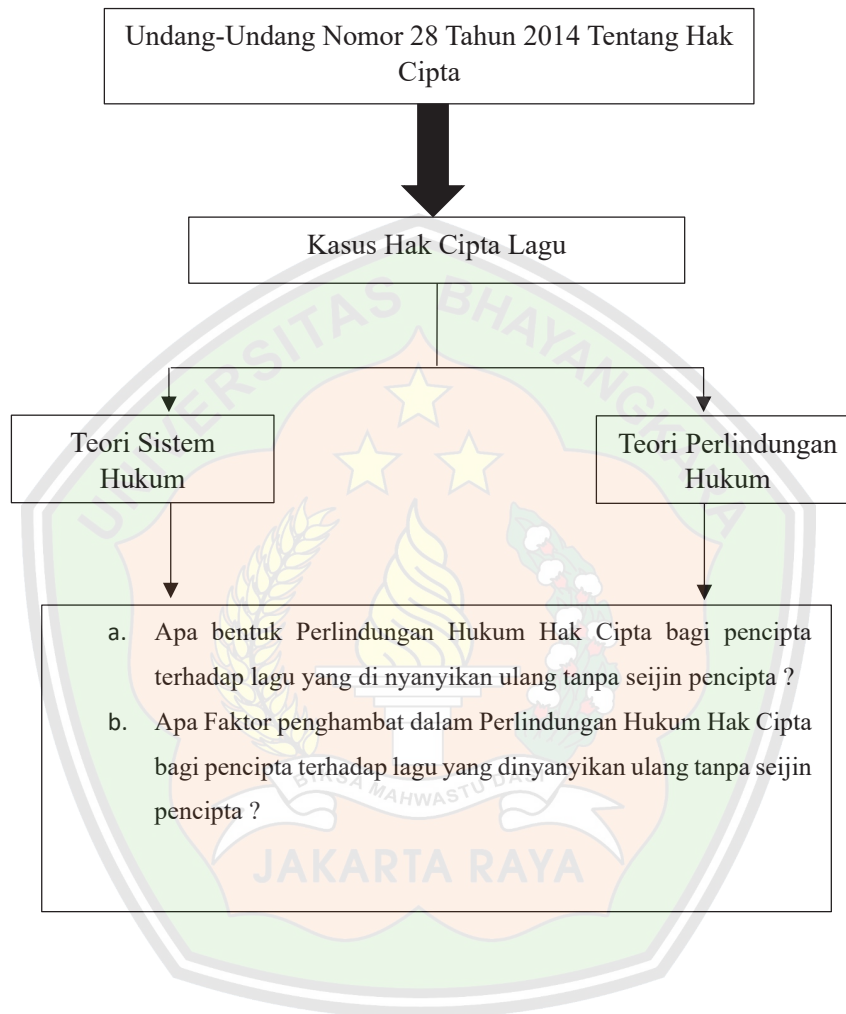 Undang-Undang Nomor 28 Tahun 2014 Tentang Hak
Cipta
Kasus Hak Cipta Lagu
UNIVERSITAS BHAYANGKARA
Teori Sistem
Hukum
Teori Perlindungan
Hukum
a. Apa bentuk Perlindungan Hukum Hak Cipta bagi pencipta
terhadap lagu yang di nyanyikan ulang tanpa seijin pencipta ?
b. Apa Faktor penghambat dalam Perlindungan Hukum Hak Cipta
bagi pencipta terhadap lagu yang dinyanyikan ulang tanpa seijin
pencipta ?
MAHWASTU
JAKARTA RAYA